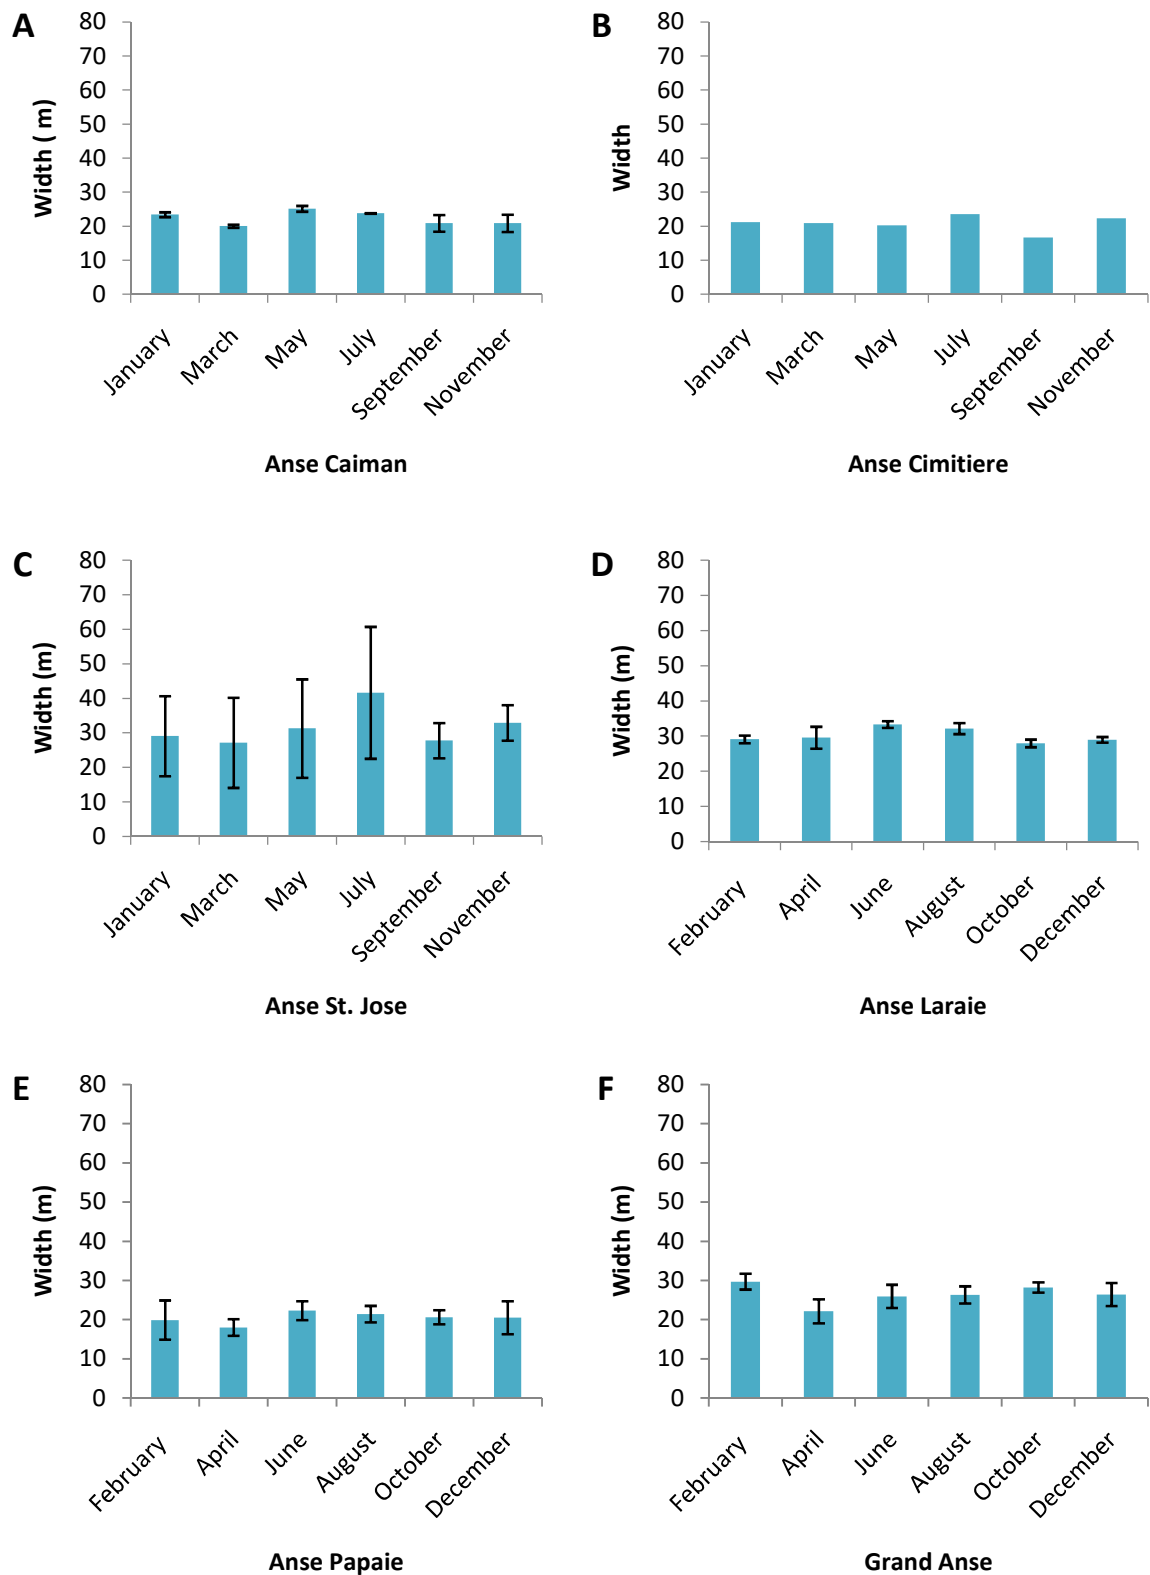 A
80
70
60
50
40
30
20
10
0
Width ( m)
January
March
May
July
September
November
Anse Caiman
B
80
70
60
50
40
30
20
10
0
Width
January
March
May
July
September
November
Anse Cimitiere
C
80
70
60
50
40
30
20
10
0
Width (m)
January
March
May
July
September
November
Anse St. Jose
D
80
70
60
50
40
30
20
10
0
Width (m)
February
April
June
August
October
December
Anse Laraie
E
80
70
60
50
40
30
20
10
0
Width (m)
February
April
June
August
October
December
Anse Papaie
F
80
70
60
50
40
30
20
10
0
Width (m)
February
April
June
August
October
December
Grand Anse